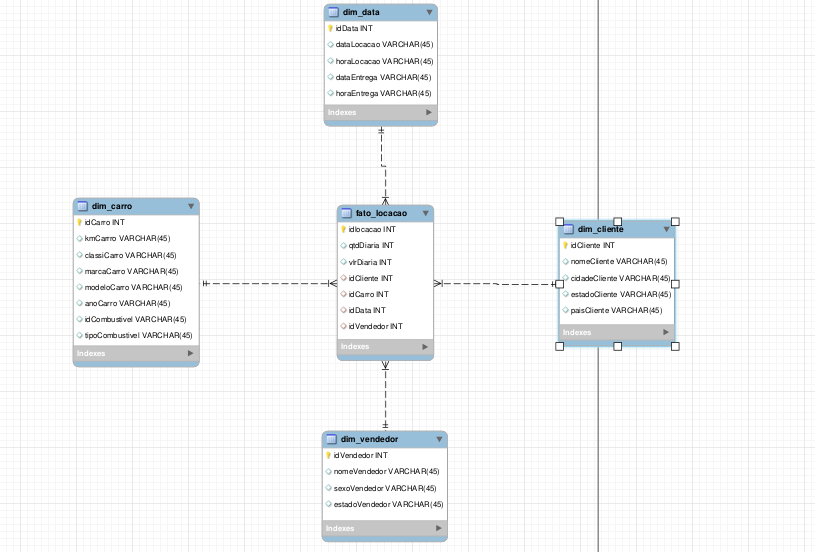 dim_data
idData INT
dataLocacao VARCHAR(45)
horaLocacao VARCHAR(45)
dataEntrega VARCHAR(45)
horaEntrega VARCHAR(45)
Indexes
dim_carro
idCarro INT
kmCarro VARCHAR(45)
classiCarro VARCHAR(45)
marcaCarro VARCHAR(45)
modeloCarro VARCHAR(45)
anoCarro VARCHAR(45)
idCombustivel VARCHAR(45)
tipoCombustivel VARCHAR(45)
Indexes
fato_locacao
idlocacao INT
qtdDiaria INT
vlrDiaria INT
idCliente INT
idCarro INT
idData INT
idVendedor INT
Indexes
dim_cliente
idCliente INT
nomeCliente VARCHAR(45)
cidadeCliente VARCHAR(45)
estadoCliente VARCHAR(45)
paisCliente VARCHAR(45)
Indexes
dim_vendedor
idVendedor INT
nomeVendedor VARCHAR(45)
sexoVendedor VARCHAR(45)
estadoVendedor VARCHAR(45)
Indexes